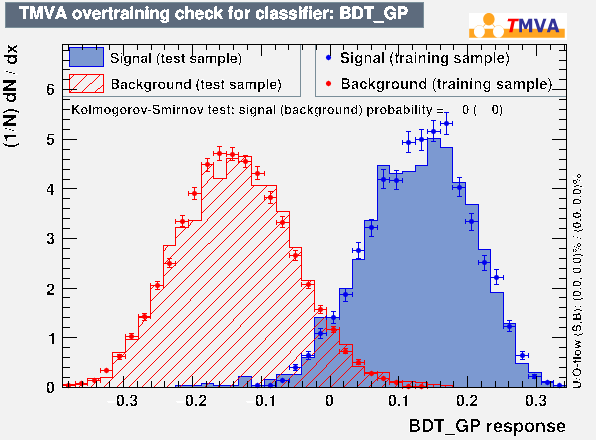 TMVA overtraining check for classifier: BDT_GP
TMVA
Signal (test sample)
Background (test sample)
Signal (training sample)
Background (training sample)
Kolmogorov-Smirnov test: signal (background) probability = 0 ( 0)
(1/N) dN / dx
6
5
4
3
2
1
0
-0.3 -0.2 -0.1 0 0.1 0.2 0.3
BDT_GP response
U/O-flow (S,B): (0.0, 0.0)% / (0.0, 0.0)%